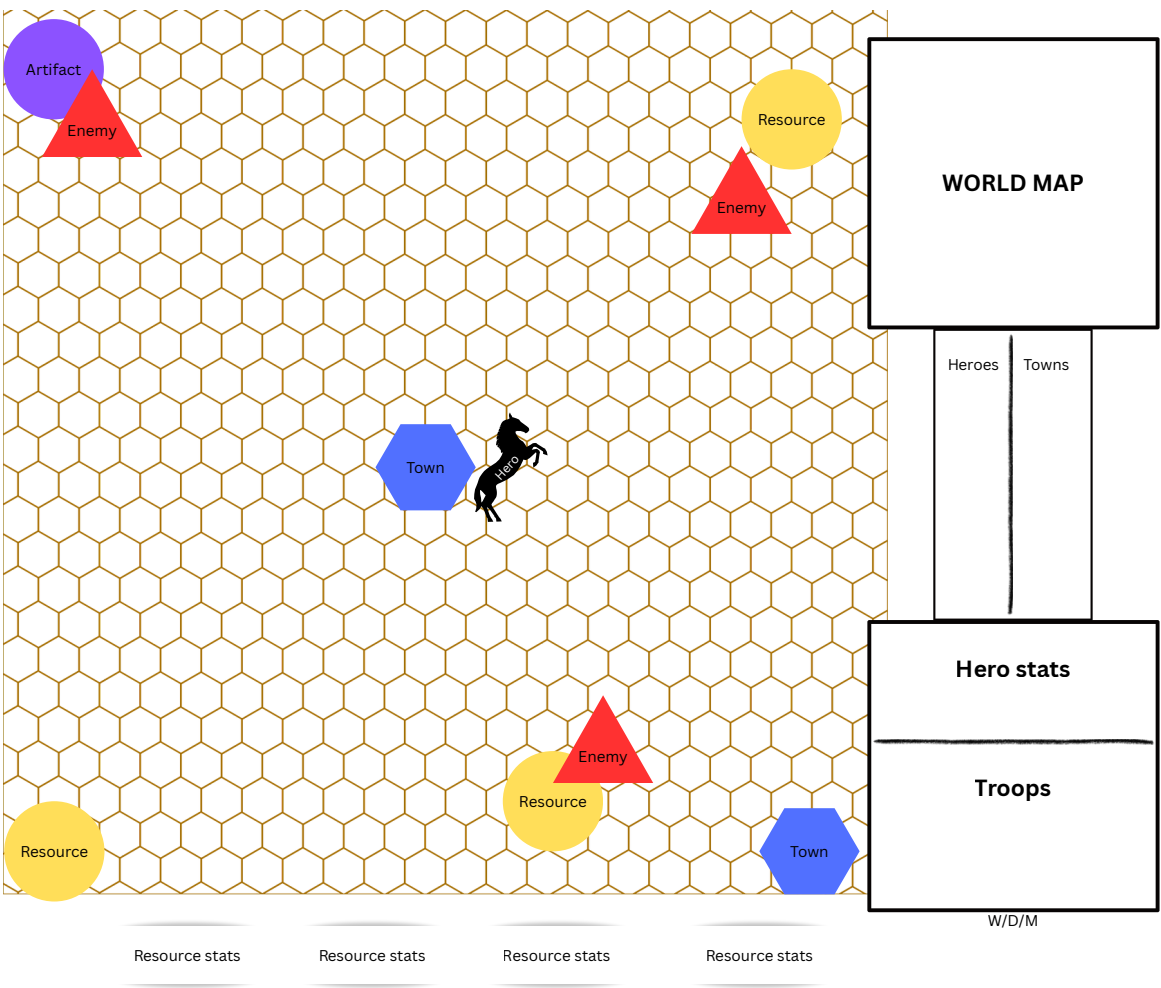 Artifact
Enemy
Resource
Enemy
WORLD MAP
Heroes
Towns
Town
Hero
Hero stats
Enemy
Resource
Troops
Resource
Town
W/D/M
Resource stats
Resource stats
Resource stats
Resource stats